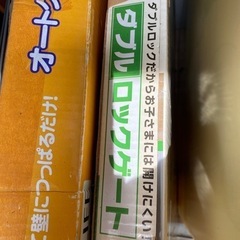 オート
壁につっぱるだけ!
ダブルロックだからお子さまには開けにくい
ダブルロックゲート